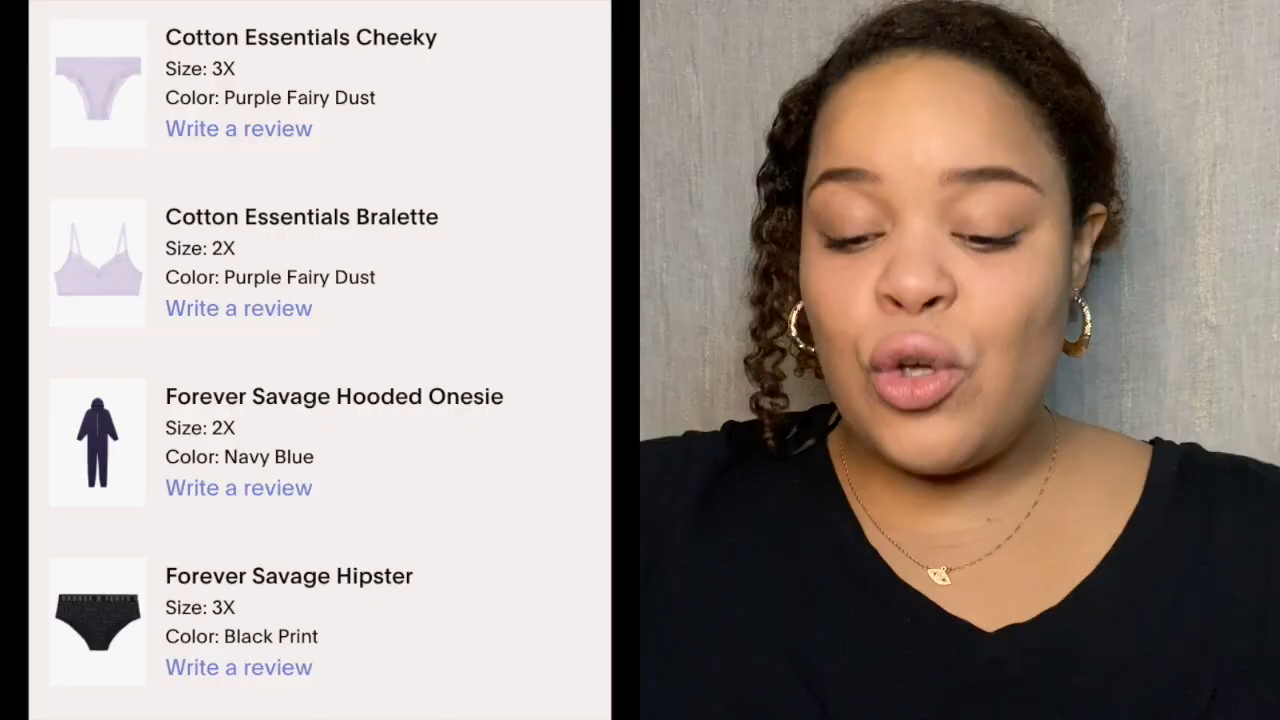 Cotton Essentials Cheeky
Size: 3X
Color: Purple Fairy Dust
Write a review
Cotton Essentials Bralette
Size: 2X
Color: Purple Fairy Dust
Write a review
Forever Savage Hooded Onesie
Size: 2X
Color: Navy Blue
Write a review
Forever Savage Hipster
Size: 3X
Color: Black Print
Write a review